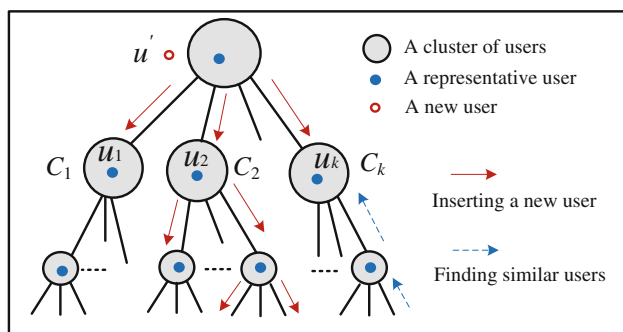 u'
A cluster of users
A representative user
A new user
C1 u1 u2 C2 uk Ck
Inserting a new user
Finding similar users